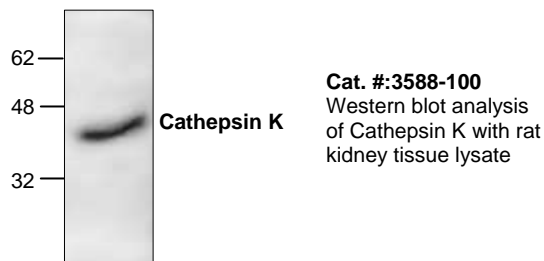 62
48
32
Cathepsin K
Cat. #:3588-100
Western blot analysis
of Cathepsin K with rat
kidney tissue lysate